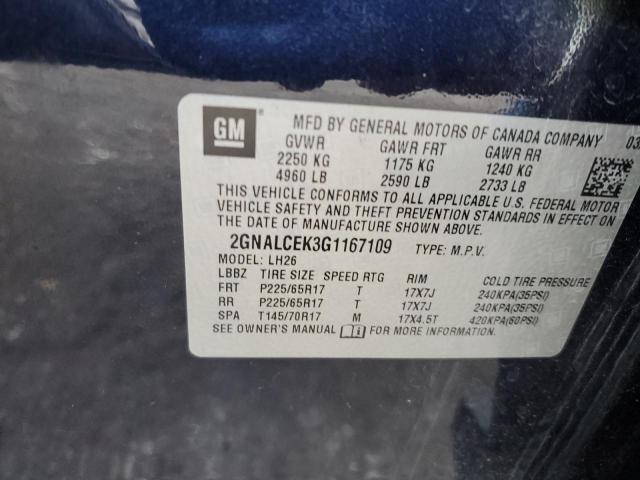 GM
MFD BY GENERAL MOTORS OF CANADA COMPANY 03
GVWR GAWR FRT GAWR RR
2250 KG 1175 KG 1240 KG
4960 LB 2590 LB 2733 LB
THIS VEHICLE CONFORMS TO ALL APPLICABLE U.S. FEDERAL MOTOR
VEHICLE SAFETY AND THEFT PREVENTION STANDARDS IN EFFECT ON
THE DATE OF MANUFACTURE SHOWN ABOVE.
2GNALCEK3G1167109 TYPE: M.P.V.
MODEL: LH26
LBBZ TIRE SIZE SPEED RTG RIM COLD TIRE PRESSURE
FRT P225/65R17 T 17X7J 240KPA(35PSI)
RR P225/65R17 T 17X7J 240KPA(35PSI)
SPA T145/70R17 M 17X4.5T 420KPA(60PSI)
SEE OWNER'S MANUAL FOR MORE INFORMATION.